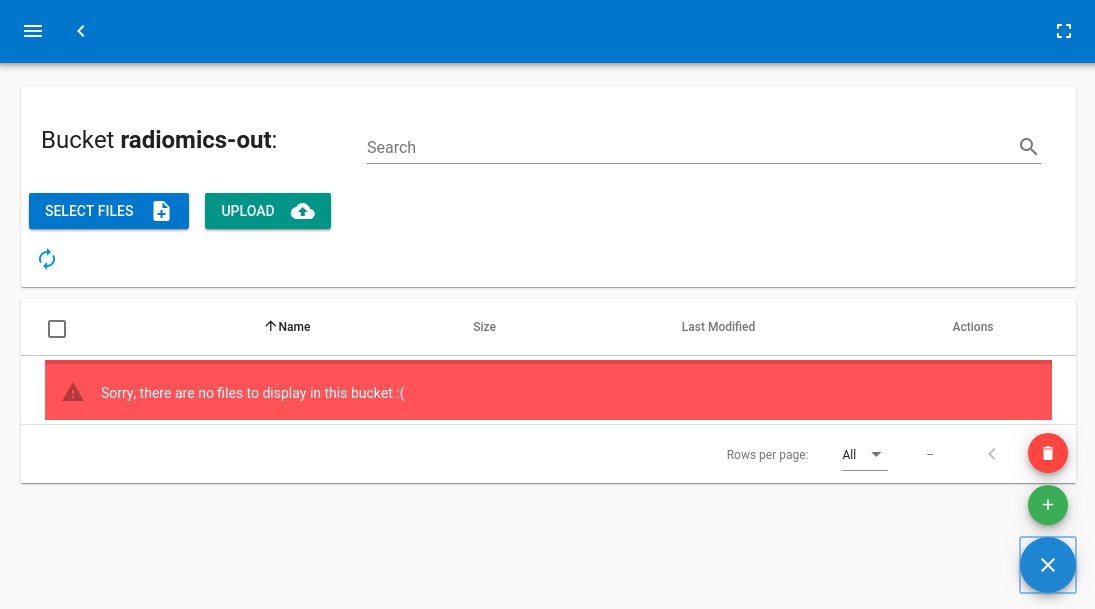 Bucket radiomics-out:
Search
SELECT FILES
UPLOAD
Name
Size
Last Modified
Actions
Sorry, there are no files to display in this bucket :(
Rows per page:
All
–